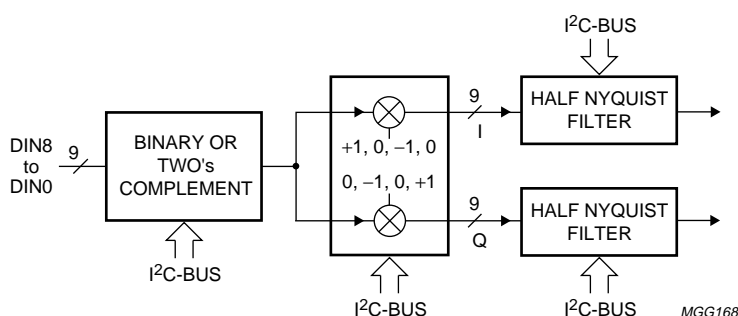 I²C-BUS
DIN8
to
DIN0
9
BINARY OR
TWO's
COMPLEMENT
I²C-BUS
+1, 0, −1, 0
0, −1, 0, +1
I²C-BUS
9
I
HALF NYQUIST
FILTER
9
Q
HALF NYQUIST
FILTER
I²C-BUS
MGG168